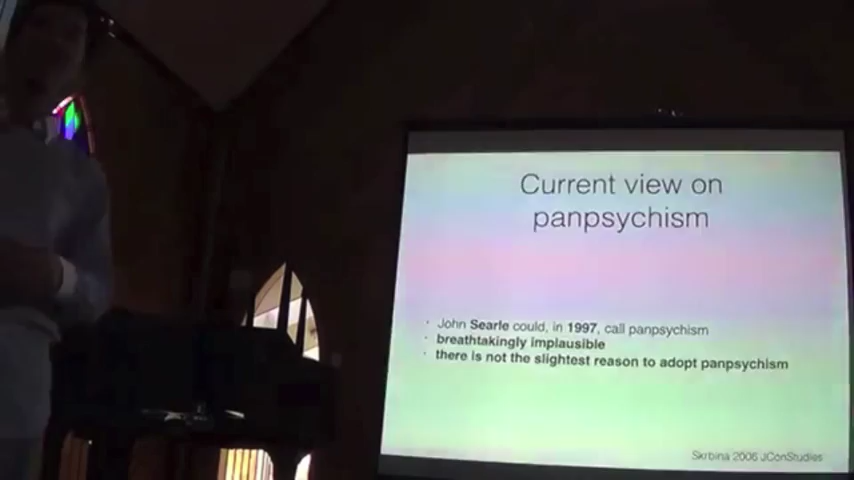 Current view on
panpsychism
· John Searle could, in 1997, call panpsychism
· breathtakingly implausible
· there is not the slightest reason to adopt panpsychism
Skrbina 2006 JConStudies